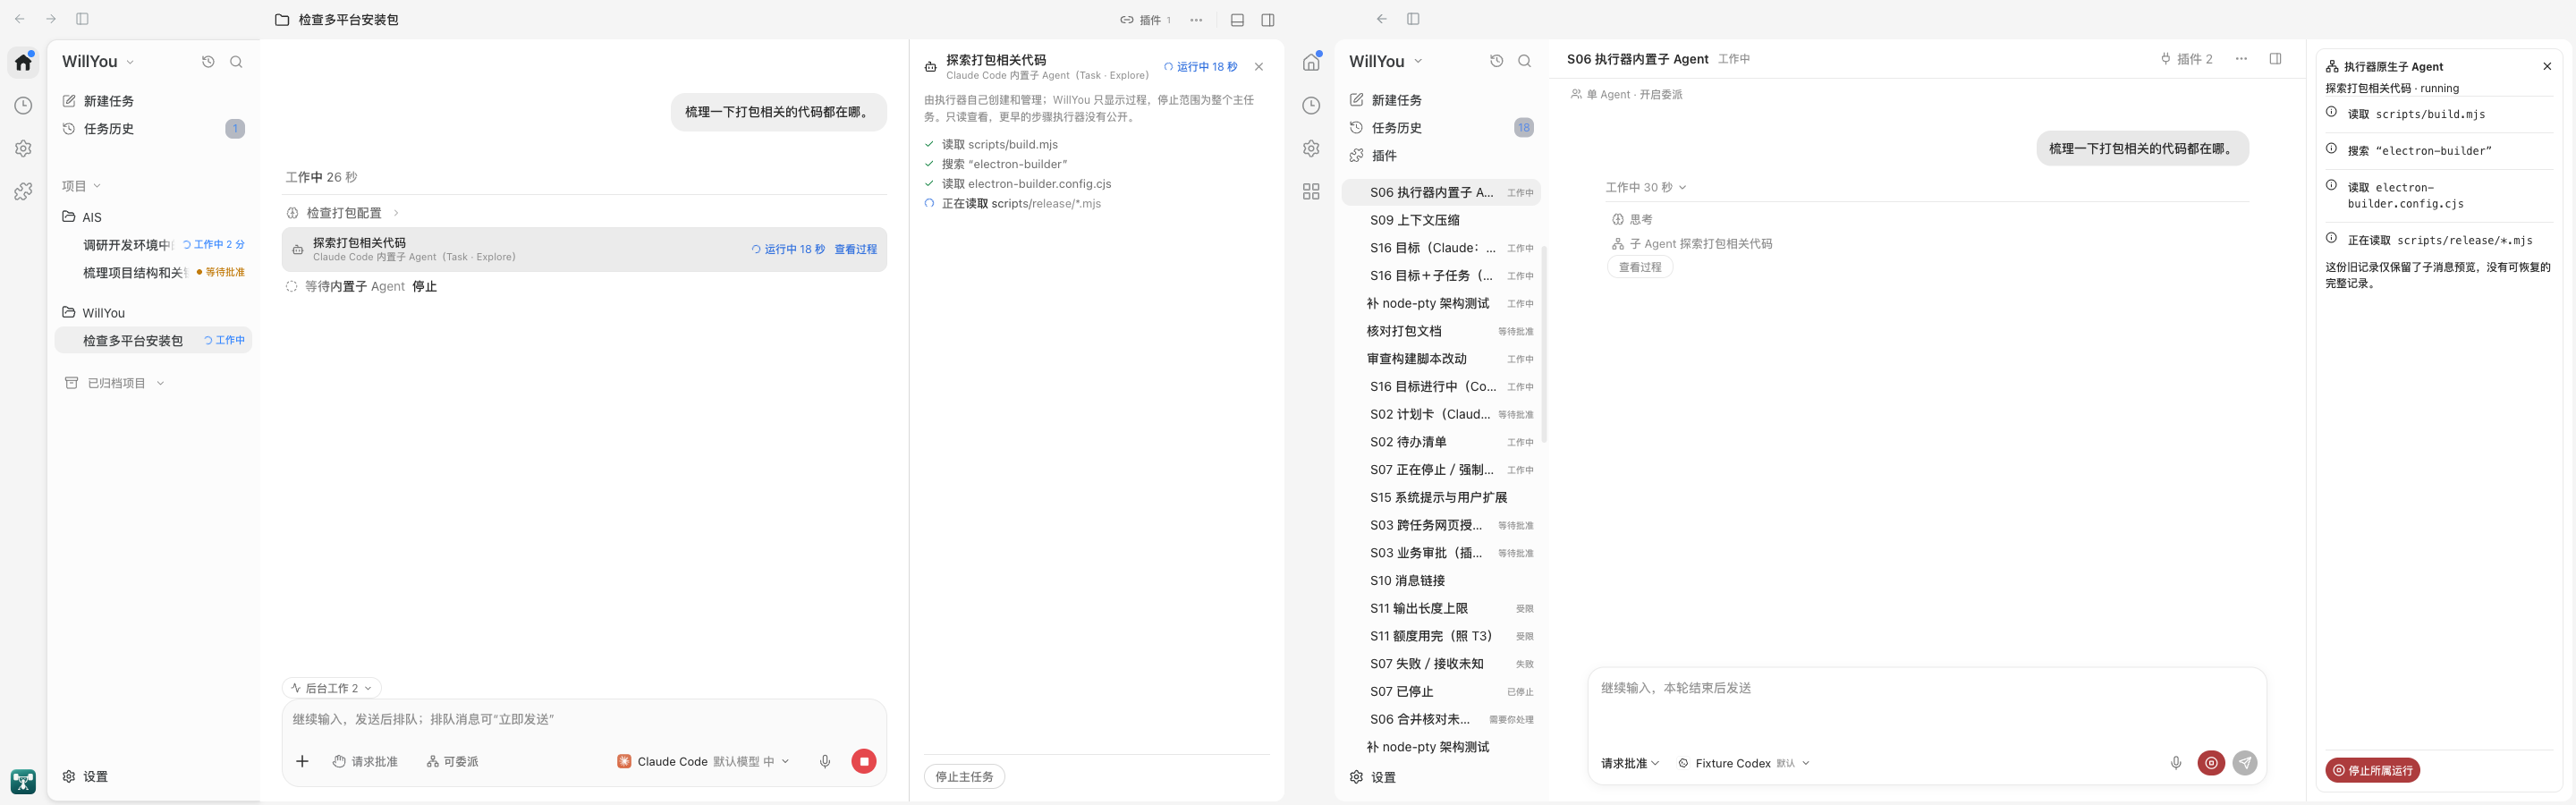 检查多平台安装包
插件 1
WillYou
新建任务
任务历史 1
项目
AIS
调研开发环境中 工作中 2 分
梳理项目结构和关 等待批准
WillYou
检查多平台安装包 工作中
已归档项目
设置
梳理一下打包相关的代码都在哪。
工作中 26 秒
检查打包配置
探索打包相关代码
Claude Code 内置子 Agent（Task · Explore）
运行中 18 秒 查看过程
等待内置子 Agent 停止
后台工作 2
继续输入，发送后排队；排队消息可“立即发送”
请求批准 可委派 Claude Code 默认模型 中
探索打包相关代码
Claude Code 内置子 Agent（Task · Explore）
运行中 18 秒
由执行器自己创建和管理；WillYou 只显示过程，停止范围为整个主任
务。只读查看，更早的步骤执行器没有公开。
读取 scripts/build.mjs
搜索 “electron-builder”
读取 electron-builder.config.cjs
正在读取 scripts/release/*.mjs
停止主任务
WillYou
新建任务
任务历史 18
插件
S06 执行器内置子 A... 工作中
S09 上下文压缩
S16 目标（Claude：... 工作中
S16 目标＋子任务（... 工作中
补 node-pty 架构测试 工作中
核对打包文档 等待批准
审查构建脚本改动 工作中
S16 目标进行中（Co... 工作中
S02 计划卡（Claud... 等待批准
S02 待办清单 工作中
S07 正在停止 / 强制... 工作中
S15 系统提示与用户扩展
S03 跨任务网页授... 等待批准
S03 业务审批（插... 等待批准
S10 消息链接
S11 输出长度上限 受限
S11 额度用完（照 T3） 受限
S07 失败 / 接收未知 失败
S07 已停止 已停止
S06 合并核对未... 需要你处理
补 node-pty 架构测试
设置
S06 执行器内置子 Agent 工作中
插件 2
单 Agent · 开启委派
梳理一下打包相关的代码都在哪。
工作中 30 秒
思考
子 Agent 探索打包相关代码
查看过程
继续输入，本轮结束后发送
请求批准 Fixture Codex 默认
执行器原生子 Agent
探索打包相关代码 · running
读取 scripts/build.mjs
搜索 “electron-builder”
读取 electron-
builder.config.cjs
正在读取 scripts/release/*.mjs
这份旧记录仅保留了子消息预览，没有可恢复的
完整记录。
停止所属运行